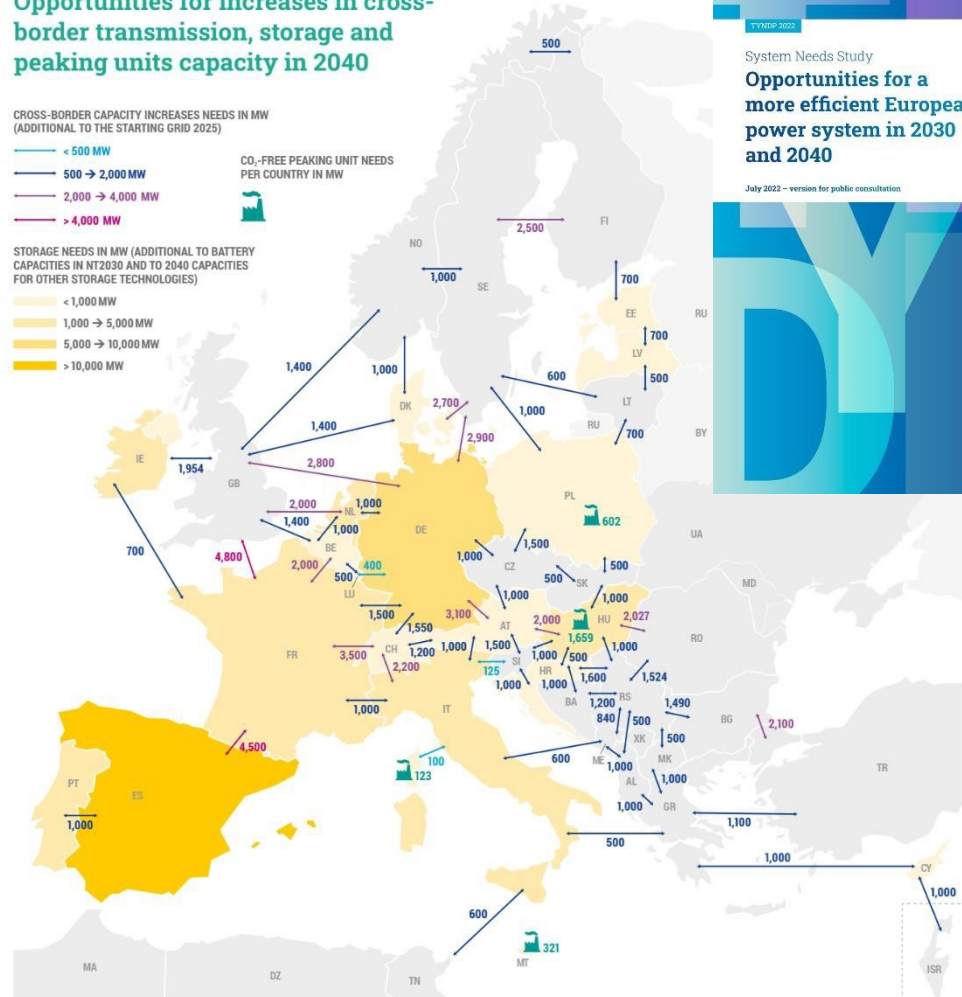 Opportunities for increases in cross-
border transmission, storage and
peaking units capacity in 2040
CROSS-BORDER CAPACITY INCREASES NEEDS IN MW
(ADDITIONAL TO THE STARTING GRID 2025)
< 500 MW
500 → 2,000 MW
2,000 → 4,000 MW
> 4,000 MW
CO₂-FREE PEAKING UNIT NEEDS
PER COUNTRY IN MW
STORAGE NEEDS IN MW (ADDITIONAL TO BATTERY
CAPACITIES IN NT2030 AND TO 2040 CAPACITIES
FOR OTHER STORAGE TECHNOLOGIES)
< 1,000 MW
1,000 → 5,000 MW
5,000 → 10,000 MW
> 10,000 MW
TYNDP 2022
System Needs Study
Opportunities for a
more efficient Europea
power system in 2030
and 2040
July 2022 – version for public consultation
DY
500
2,500
FI
NO
1,000
SE
700
EE
RU
700
LV
1,400
1,000
600
500
LT
DK
2,700
1,000
RU
700
BY
1,400
2,900
IE
1,954
2,800
GB
2,000
NL
1,000
DE
PL
602
1,400
1,000
UA
700
4,800
BE
2,000
500
400
LU
1,000
1,500
CZ
500
500
SK
MD
1,500
1,550
3,100
1,000
1,000
AT
2,000
1,659
HU
2,027
RO
FR
3,500
CH
1,200
1,000
1,500
SI
1,000
500
1,000
2,200
125
HR
1,600
1,524
1,000
IT
1,000
1,000
BA
1,200
RS
1,490
840
500
BG
2,100
4,500
XK
500
100
123
600
ME
1,000
MK
TR
PT
ES
AL
1,000
1,000
1,000
GR
1,100
500
1,000
CY
1,000
600
321
MT
MA
DZ
TN
ISR